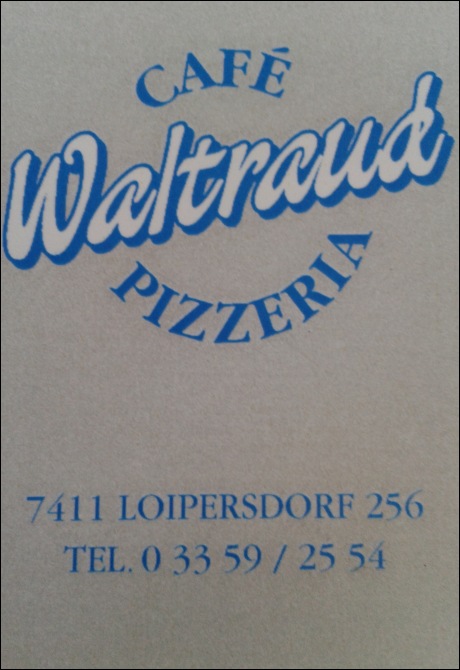 CAFÉ
Waltraud
PIZZERIA
7411 LOIPERSDORF 256
TEL. 0 33 59 / 25 54